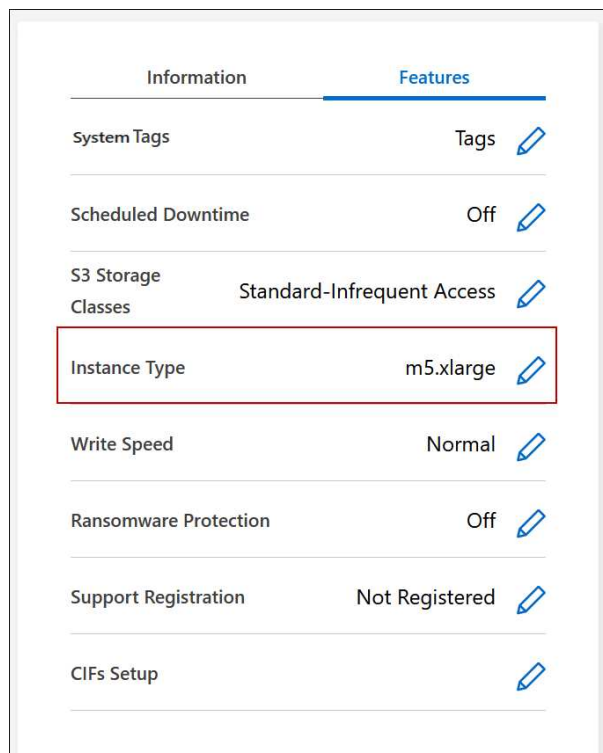 Information Features
System Tags Tags
Scheduled Downtime Off
S3 Storage
Classes Standard-Infrequent Access
Instance Type m5.xlarge
Write Speed Normal
Ransomware Protection Off
Support Registration Not Registered
CIFs Setup